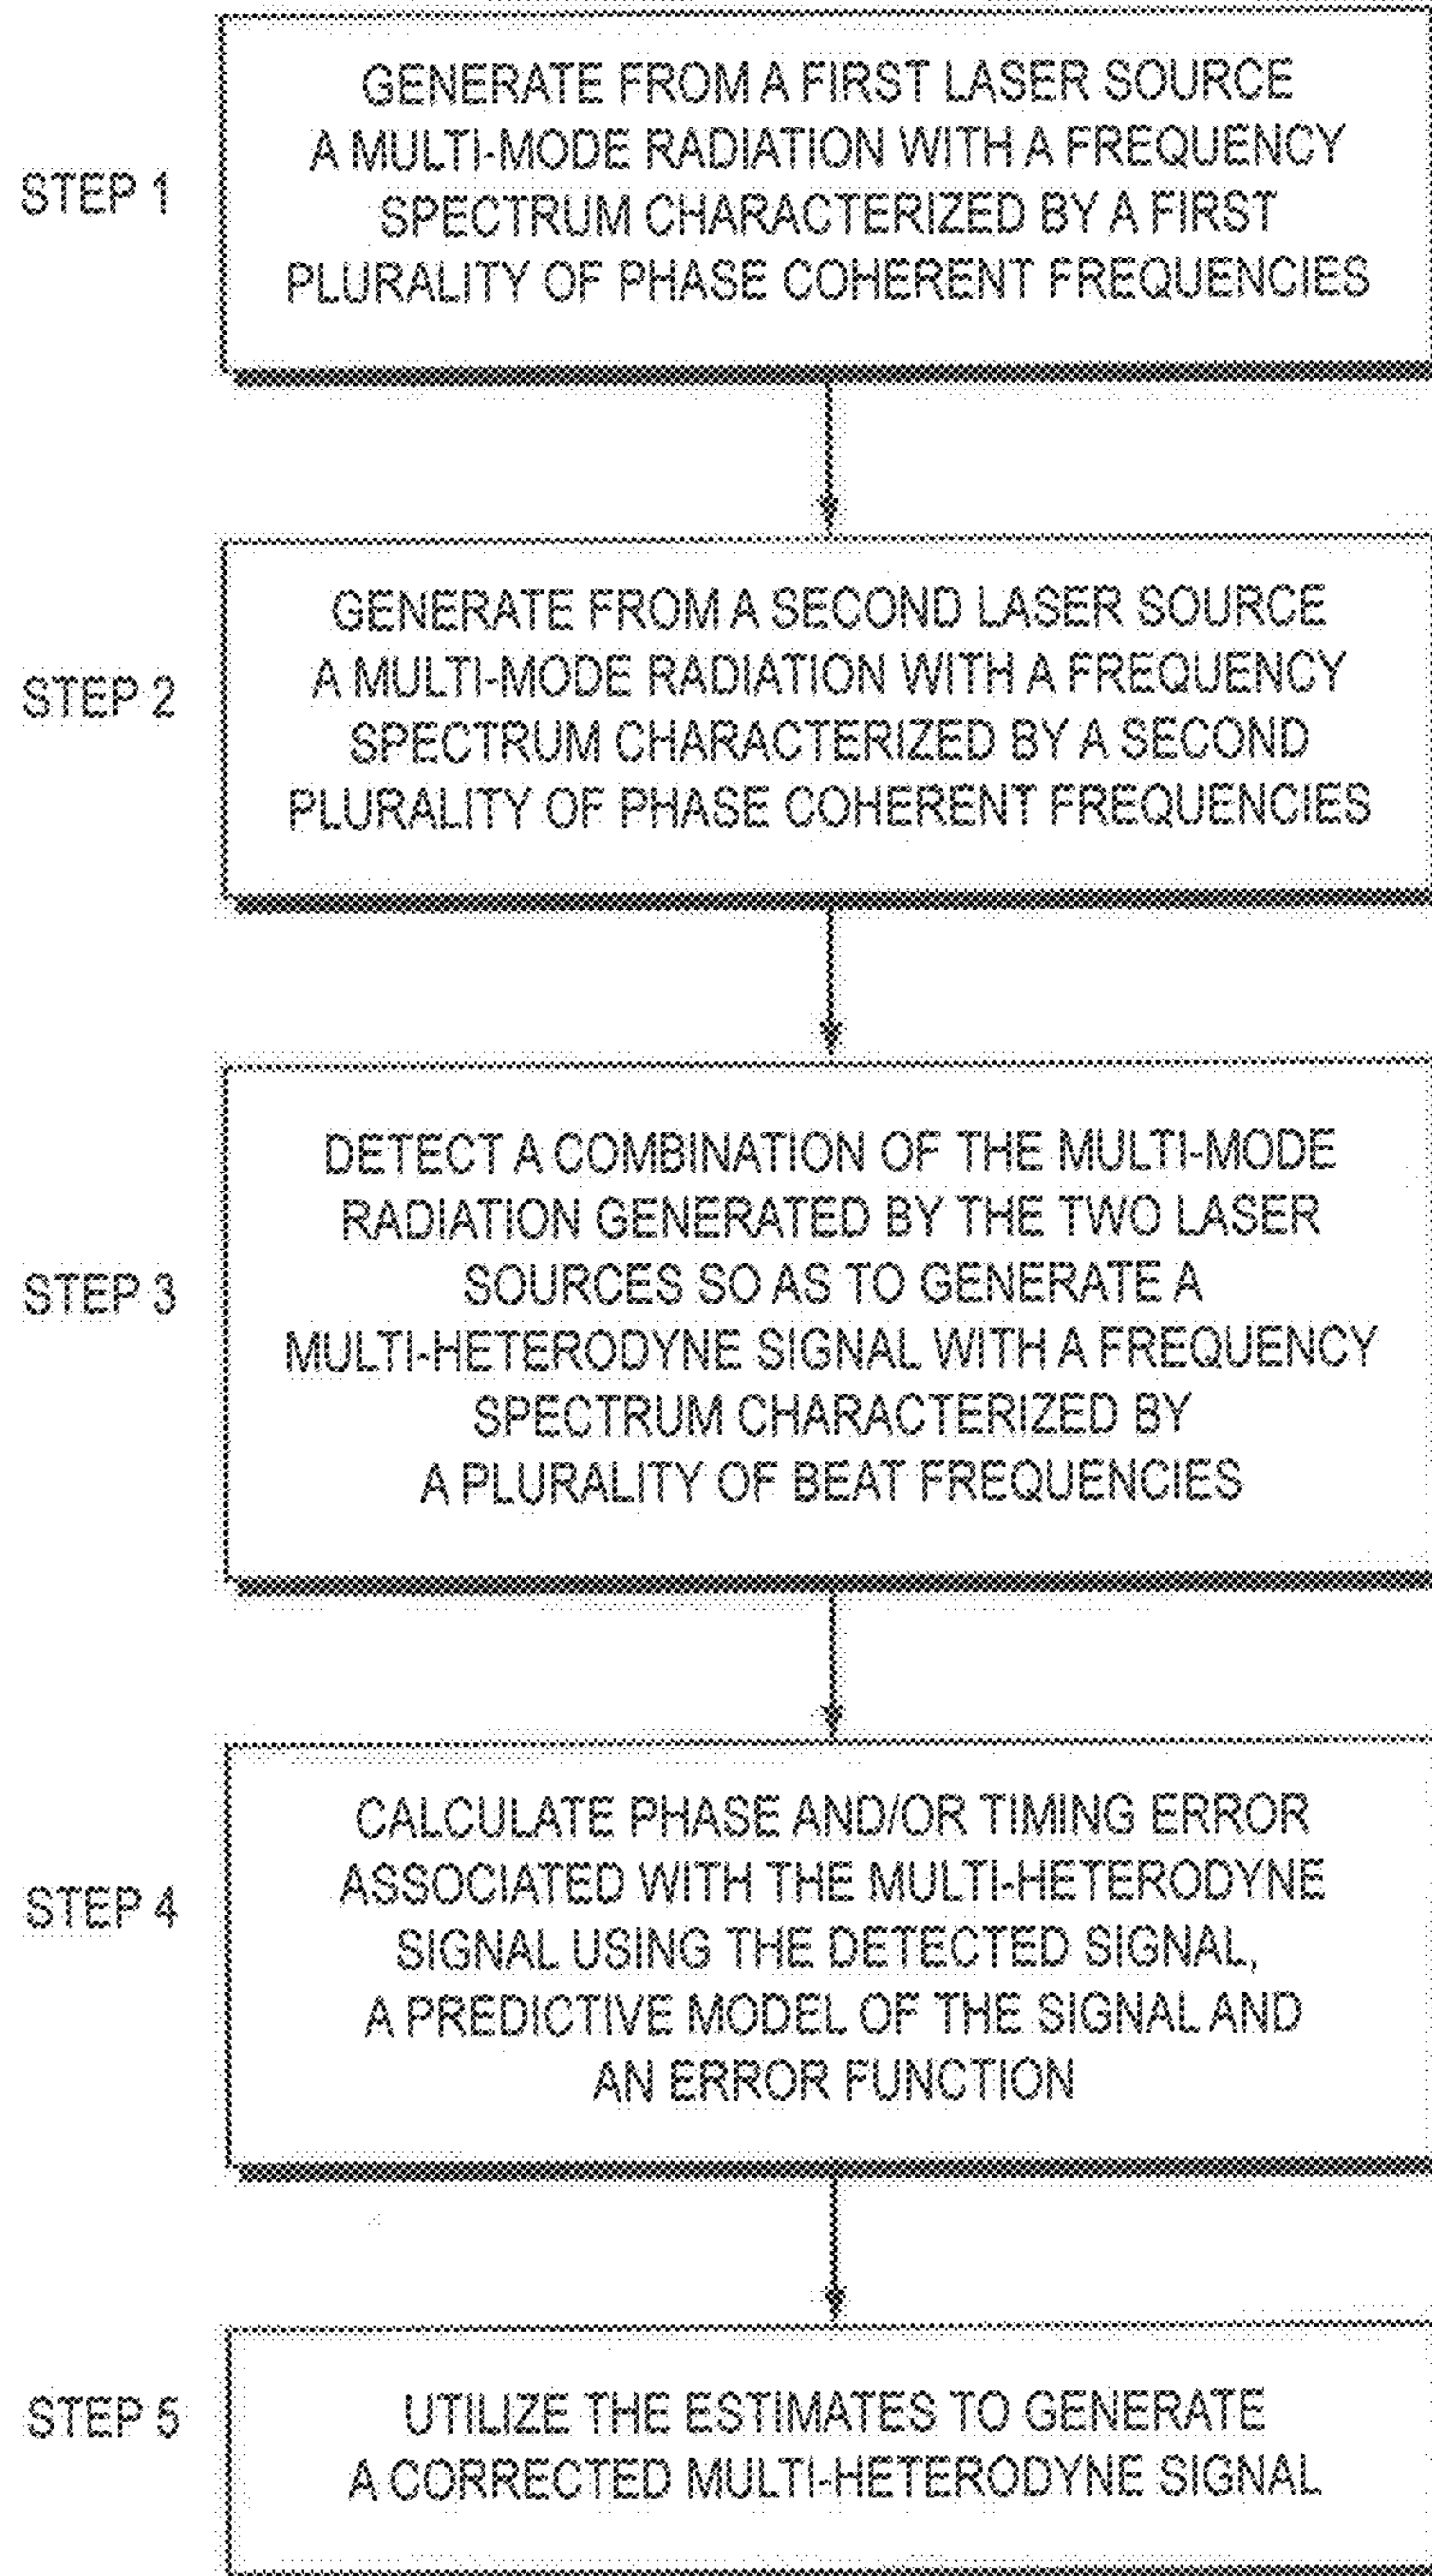 GENERATE FROM A FIRST LASER SOURCE
A MULTI-MODE RADIATION WITH A FREQUENCY
STEP 1
SPECTRUM CHARACTERIZED BY A FIRST
PLURALITY OF PHASE COHERENT FREQUENCIES
GENERATE FROM A SECOND LASER SOURCE
A MULTI-MODE RADIATION WITH A FREQUENCY
STEP 2
SPECTRUM CHARACTERIZED BY A SECOND
PLURALITY OF PHASE COHERENT FREQUENCIES
DETECT A COMBINATION OF THE MULTI-MODE
RADIATION GENERATED BY THE TWO LASER
SOURCES SO AS TO GENERATE A
STEP 3
MULTI-HETERODYNE SIGNAL WITH A FREQUENCY
SPECTRUM CHARACTERIZED BY
A PLURALITY OF BEAT FREQUENCIES
CALCULATE PHASE AND/OR TIMING ERROR
ASSOCIATED WITH THE MULTI-HETERODYNE
STEP 4
SIGNAL USING THE DETECTED SIGNAL,
A PREDICTIVE MODEL OF THE SIGNAL AND
AN ERROR FUNCTION
STEP 5
UTILIZE THE ESTIMATES TO GENERATE
A CORRECTED MULTI-HETERODYNE SIGNAL